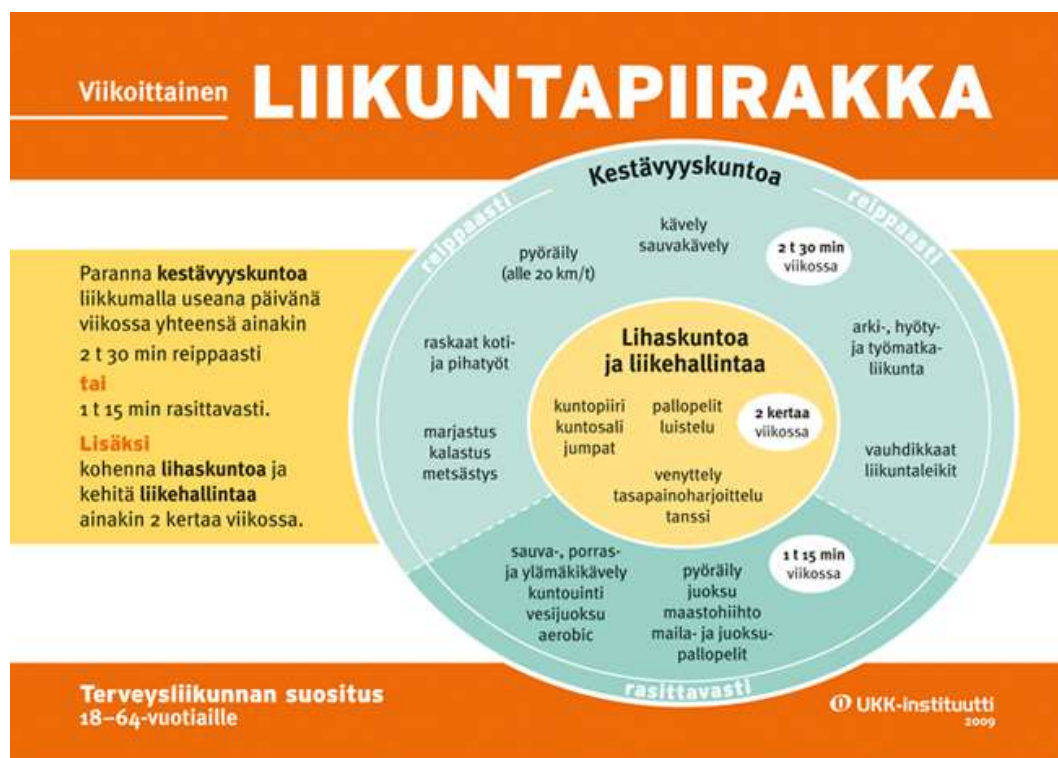 Viikoittainen LIIKUNTAPIIRAKKA
Paranna kestävyyskuntoa
liikkumalla useana päivänä
viikossa yhteensä ainakin
2 t 30 min reippaasti
tai
1 t 15 min rasittavasti.
Lisäksi
kohenna lihaskuntoa ja
kehitä liikehallintaa
ainakin 2 kertaa viikossa.
Kestävyyskuntoa
reippaasti
reippaasti
kävely
sauvakävely
2 t 30 min
viikossa
pyöräily
(alle 20 km/t)
raskaat koti-
ja pihatyöt
marjastus
kalastus
metsästys
arki-, hyöty-
ja työmatka-
liikunta
vauhdikkaat
liikuntaleikit
Lihaskuntoa
ja liikehallintaa
kuntopiiri
kuntosali
jumpat
pallopelit
luistelu
2 kertaa
viikossa
venyttely
tasapainoharjoittelu
tanssi
sauva-, porras-
ja ylämäkikävely
kuntouinti
vesijuoksu
aerobic
pyöräily
juoksu
maastohiihto
maila- ja juoksu-
pallopelit
1 t 15 min
viikossa
rasittavasti
Terveysliikunnan suositus
18–64-vuotiaille
UKK-instituutti
2009